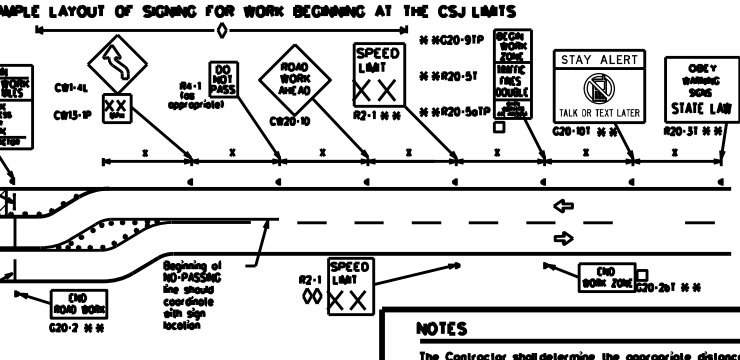 AMPLE LAYOUT OF SIGNING FOR WORK BEGINNING AT THE CSJ LIMITS
CW1-4L
CW13-1P
XX
R4-1
(as
appropriate)
DO
NOT
PASS
ROAD
WORK
AHEAD
CW20-1D
SPEED
LIMIT
XX
R2-1 * *
* *G20-9TP
* *R20-5T
* *R20-5aTP
BEGIN
WORK
ZONE
TRAFFIC
FINES
DOUBLE
STAY ALERT
TALK OR TEXT LATER
G20-10T * *
OBEY
WARNING
SIGNS
STATE LAW
R20-3T * *
WORK
X X X X X X X
Beginning of
NO-PASSING
line should
coordinate
with sign
location
R2-1
SPEED
LIMIT
XX
END
WORK ZONE
G20-2bT * *
END
ROAD WORK
G20-2 * *
NOTES
The Contractor shall determine the appropriate distance